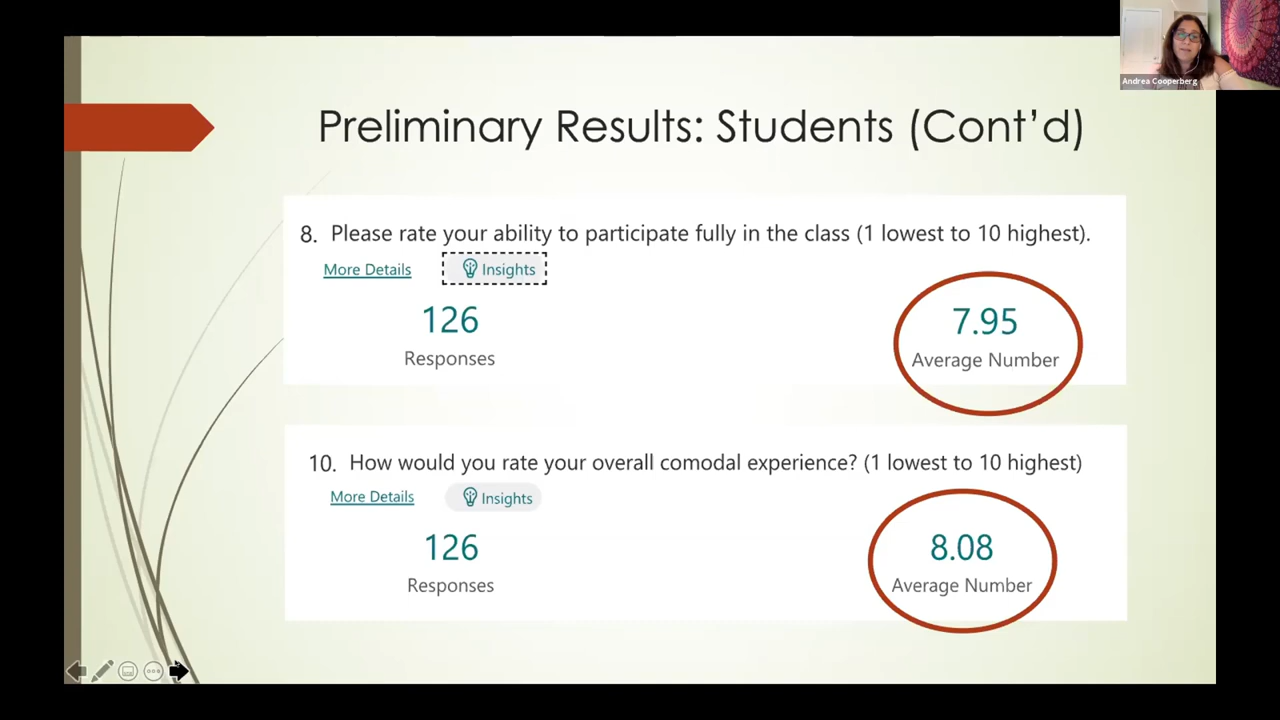 Andrea Cooperberg
Preliminary Results: Students (Cont’d)
8. Please rate your ability to participate fully in the class (1 lowest to 10 highest).
More Details Insights
126 7.95
Responses Average Number
10. How would you rate your overall comodal experience? (1 lowest to 10 highest)
More Details Insights
126 8.08
Responses Average Number